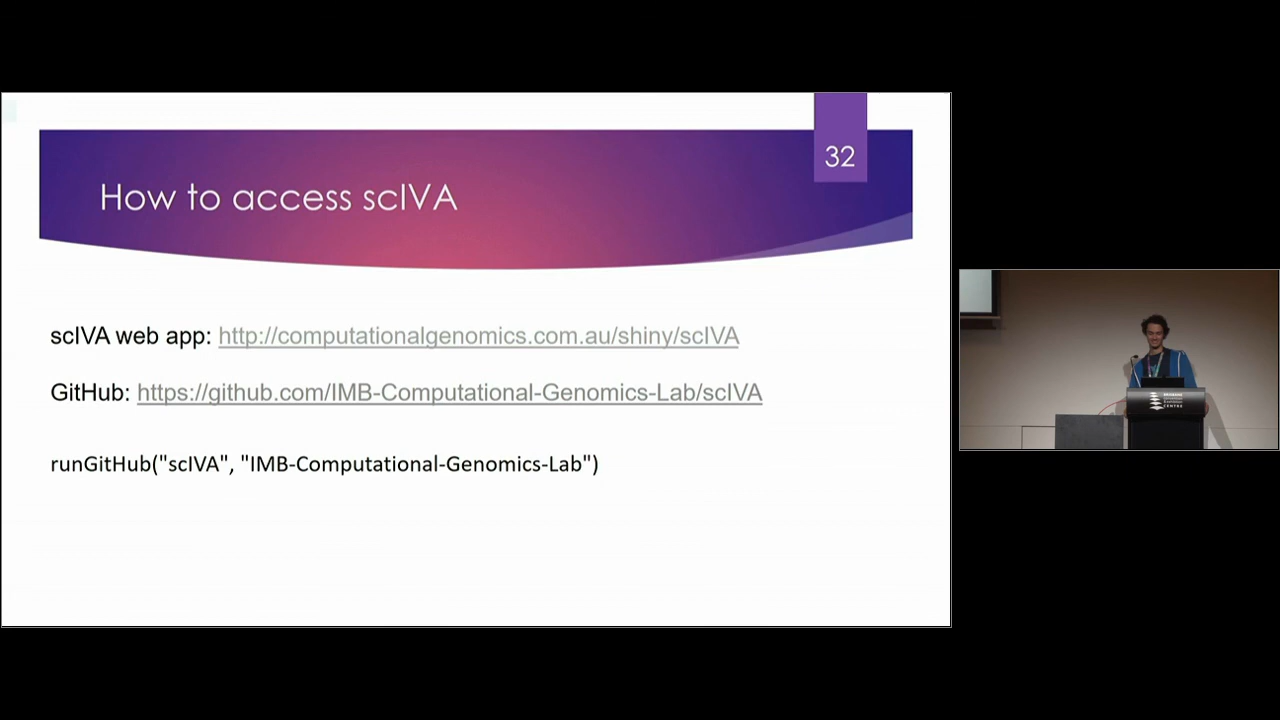 32
How to access scIVA
scIVA web app: http://computationalgenomics.com.au/shiny/scIVA
GitHub: https://github.com/IMB-Computational-Genomics-Lab/scIVA
runGitHub("scIVA", "IMB-Computational-Genomics-Lab")
CENTRE